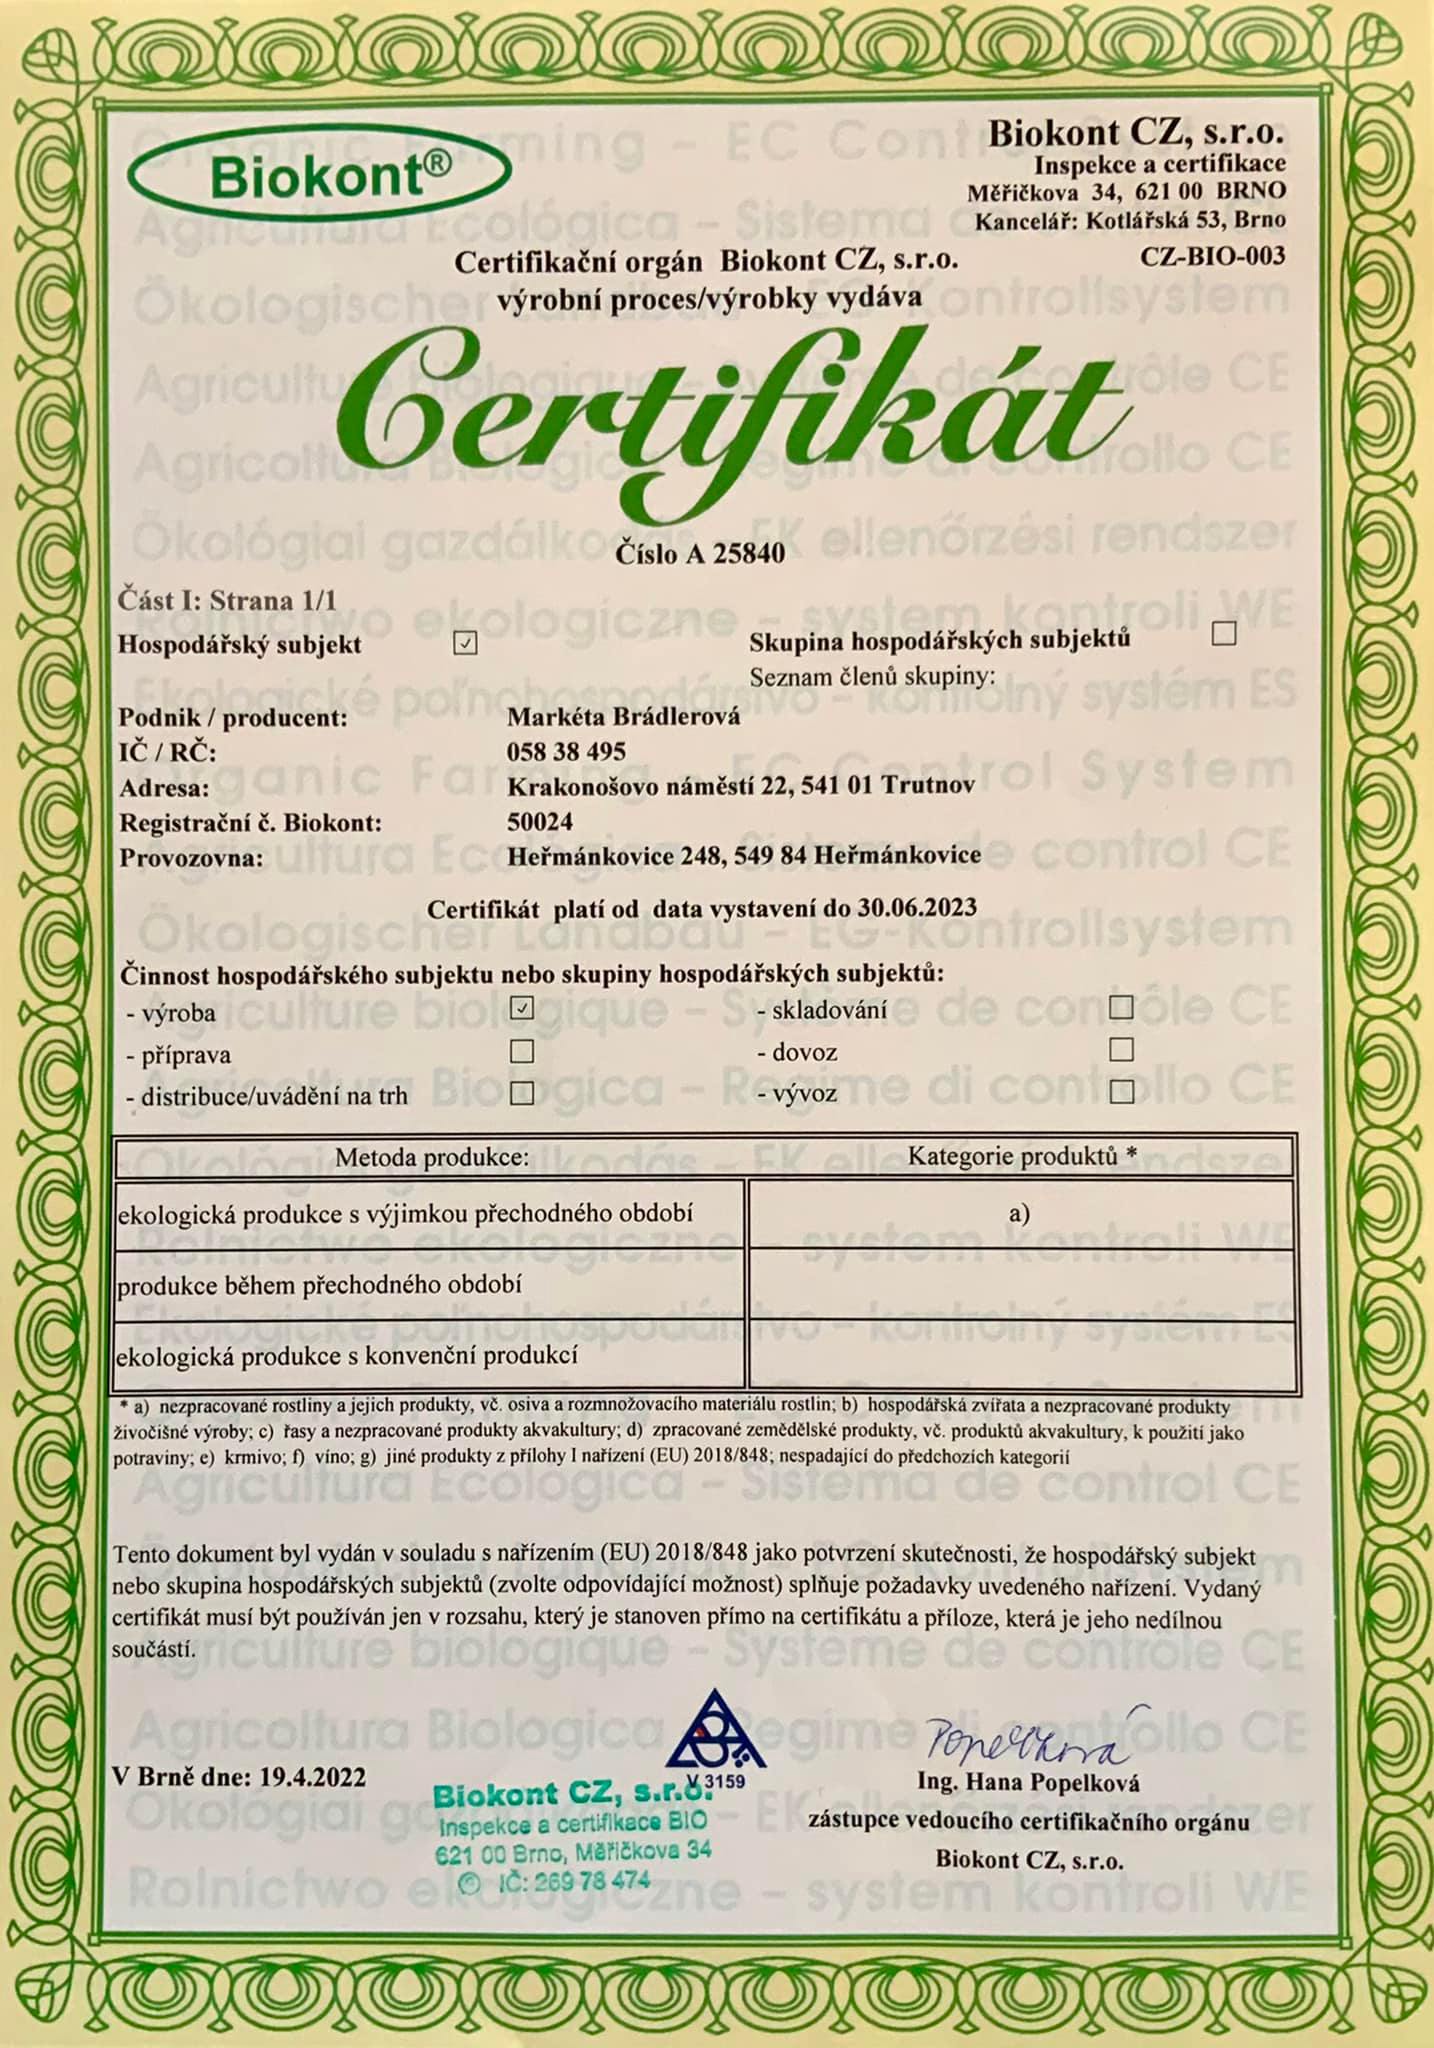 Biokont®
Biokont CZ, s.r.o.
Inspekce a certifikace
Měřičkova 34, 621 00 BRNO
Kancelář: Kotlářská 53, Brno
CZ-BIO-003
Certifikační orgán Biokont CZ, s.r.o.
výrobní proces/výrobky vydává
Certifikát
Číslo A 25840
Část I: Strana 1/1
Hospodářský subjekt ☑ Skupina hospodářských subjektů ☐
Seznam členů skupiny:
Podnik / producent: Markéta Brádlerová
IČ / RČ: 058 38 495
Adresa: Krakonošovo náměstí 22, 541 01 Trutnov
Registrační č. Biokont: 50024
Provozovna: Heřmánkovice 248, 549 84 Heřmánkovice
Certifikát platí od data vystavení do 30.06.2023
Činnost hospodářského subjektu nebo skupiny hospodářských subjektů:
- výroba ☑ - skladování ☐
- příprava ☐ - dovoz ☐
- distribuce/uvádění na trh ☐ - vývoz ☐
Metoda produkce: Kategorie produktů *
ekologická produkce s výjimkou přechodného období a)
produkce během přechodného období
ekologická produkce s konvenční produkcí
* a) nezpracované rostliny a jejich produkty, vč. osiva a rozmnožovacího materiálu rostlin; b) hospodářská zvířata a nezpracované produkty
živočišné výroby; c) řasy a nezpracované produkty akvakultury; d) zpracované zemědělské produkty, vč. produktů akvakultury, k použití jako
potraviny; e) krmivo; f) víno; g) jiné produkty z přílohy I nařízení (EU) 2018/848; nespadající do předchozích kategorií
Tento dokument byl vydán v souladu s nařízením (EU) 2018/848 jako potvrzení skutečnosti, že hospodářský subjekt
nebo skupina hospodářských subjektů (zvolte odpovídající možnost) splňuje požadavky uvedeného nařízení. Vydaný
certifikát musí být používán jen v rozsahu, který je stanoven přímo na certifikátu a příloze, která je jeho nedílnou
součástí.
V Brně dne: 19.4.2022
V 3159
Biokont CZ, s.r.o.
Inspekce a certifikace BIO
621 00 Brno, Měřičkova 34
IČ: 269 78 474
Popelková
Ing. Hana Popelková
zástupce vedoucího certifikačního orgánu
Biokont CZ, s.r.o.